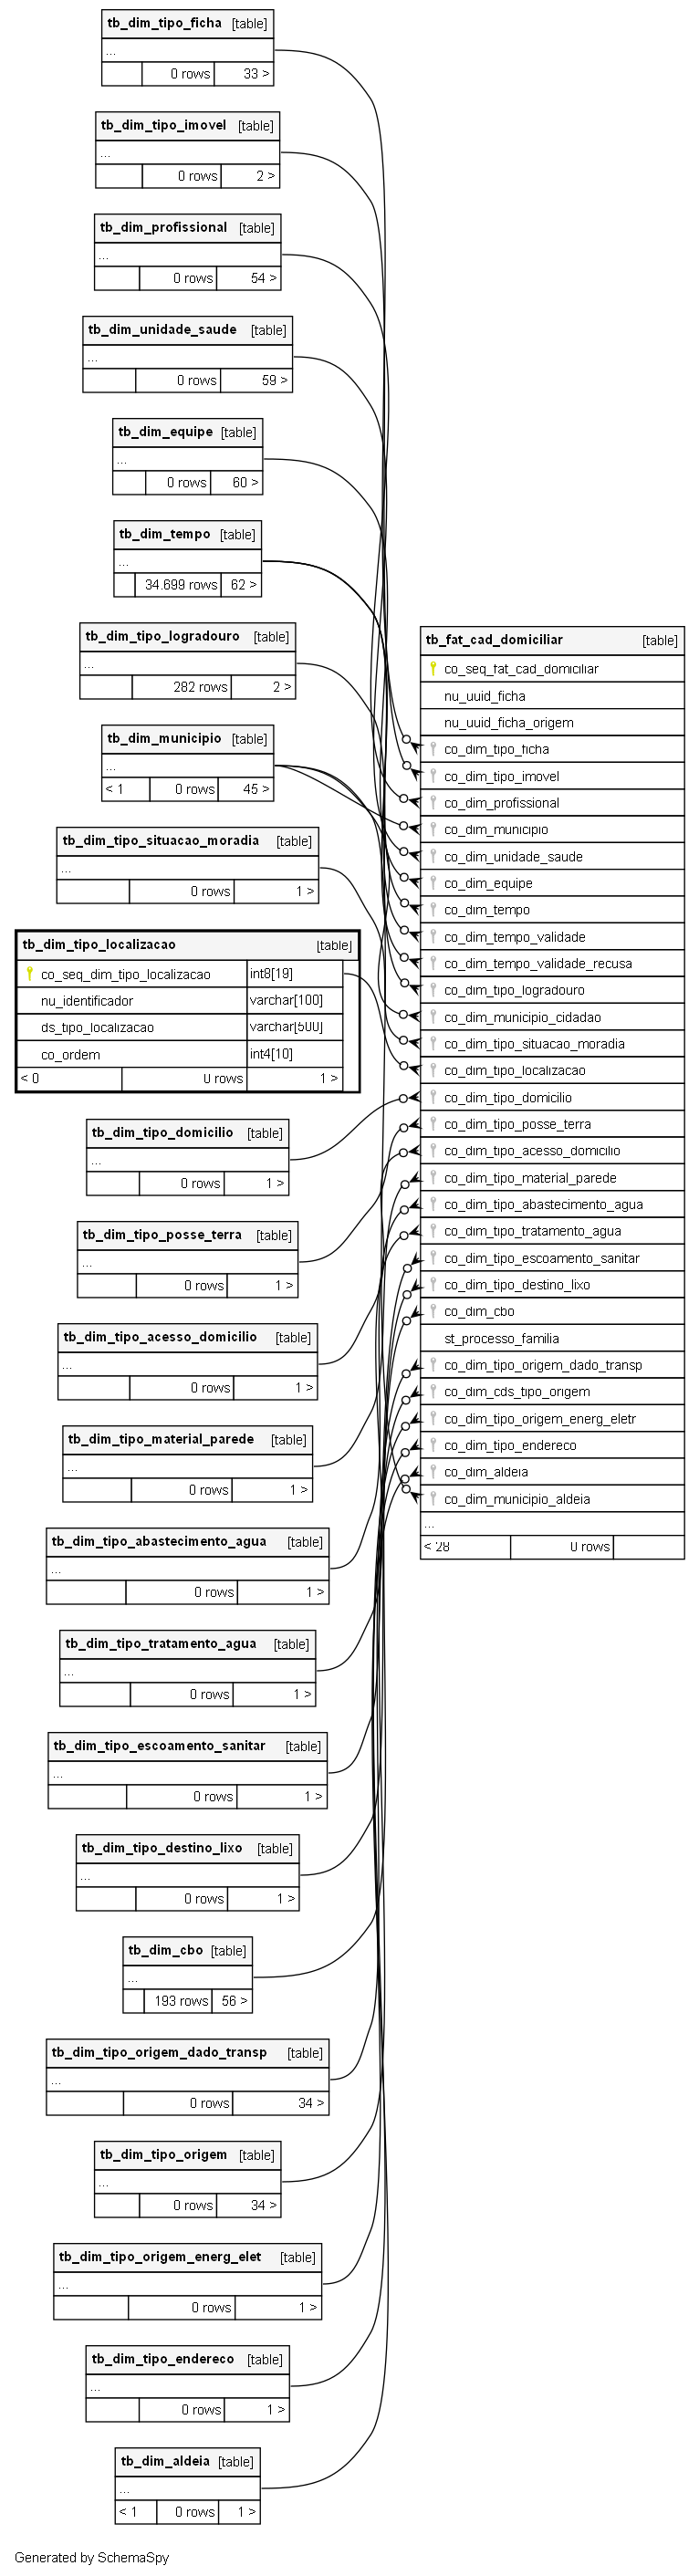 tb_dim_tipo_ficha [table]
...
0 rows 33 >
tb_dim_tipo_imovel [table]
...
0 rows 2 >
tb_dim_profissional [table]
...
0 rows 54 >
tb_dim_unidade_saude [table]
...
0 rows 59 >
tb_dim_equipe [table]
...
0 rows 60 >
tb_dim_tempo [table]
...
34.699 rows 62 >
tb_dim_tipo_logradouro [table]
...
282 rows 2 >
tb_dim_municipio [table]
...
< 1 0 rows 45 >
tb_dim_tipo_situacao_moradia [table]
...
0 rows 1 >
tb_dim_tipo_localizacao [table]
co_seq_dim_tipo_localizacao int8[19]
nu_identificador varchar[100]
ds_tipo_localizacao varchar[500]
co_ordem int4[10]
< 0 0 rows 1 >
tb_dim_tipo_domicilio [table]
...
0 rows 1 >
tb_dim_tipo_posse_terra [table]
...
0 rows 1 >
tb_dim_tipo_acesso_domicilio [table]
...
0 rows 1 >
tb_dim_tipo_material_parede [table]
...
0 rows 1 >
tb_dim_tipo_abastecimento_agua [table]
...
0 rows 1 >
tb_dim_tipo_tratamento_agua [table]
...
0 rows 1 >
tb_dim_tipo_escoamento_sanitar [table]
...
0 rows 1 >
tb_dim_tipo_destino_lixo [table]
...
0 rows 1 >
tb_dim_cbo [table]
...
193 rows 56 >
tb_dim_tipo_origem_dado_transp [table]
...
0 rows 34 >
tb_dim_tipo_origem [table]
...
0 rows 34 >
tb_dim_tipo_origem_energ_elet [table]
...
0 rows 1 >
tb_dim_tipo_endereco [table]
...
0 rows 1 >
tb_dim_aldeia [table]
...
< 1 0 rows 1 >
tb_fat_cad_domiciliar [table]
co_seq_fat_cad_domiciliar
nu_uuid_ficha
nu_uuid_ficha_origem
co_dim_tipo_ficha
co_dim_tipo_imovel
co_dim_profissional
co_dim_municipio
co_dim_unidade_saude
co_dim_equipe
co_dim_tempo
co_dim_tempo_validade
co_dim_tempo_validade_recusa
co_dim_tipo_logradouro
co_dim_municipio_cidadao
co_dim_tipo_situacao_moradia
co_dim_tipo_localizacao
co_dim_tipo_domicilio
co_dim_tipo_posse_terra
co_dim_tipo_acesso_domicilio
co_dim_tipo_material_parede
co_dim_tipo_abastecimento_agua
co_dim_tipo_tratamento_agua
co_dim_tipo_escoamento_sanitar
co_dim_tipo_destino_lixo
co_dim_cbo
st_processo_familia
co_dim_tipo_origem_dado_transp
co_dim_cds_tipo_origem
co_dim_tipo_origem_energ_eletr
co_dim_tipo_endereco
co_dim_aldeia
co_dim_municipio_aldeia
...
< 28 0 rows
Generated by SchemaSpy